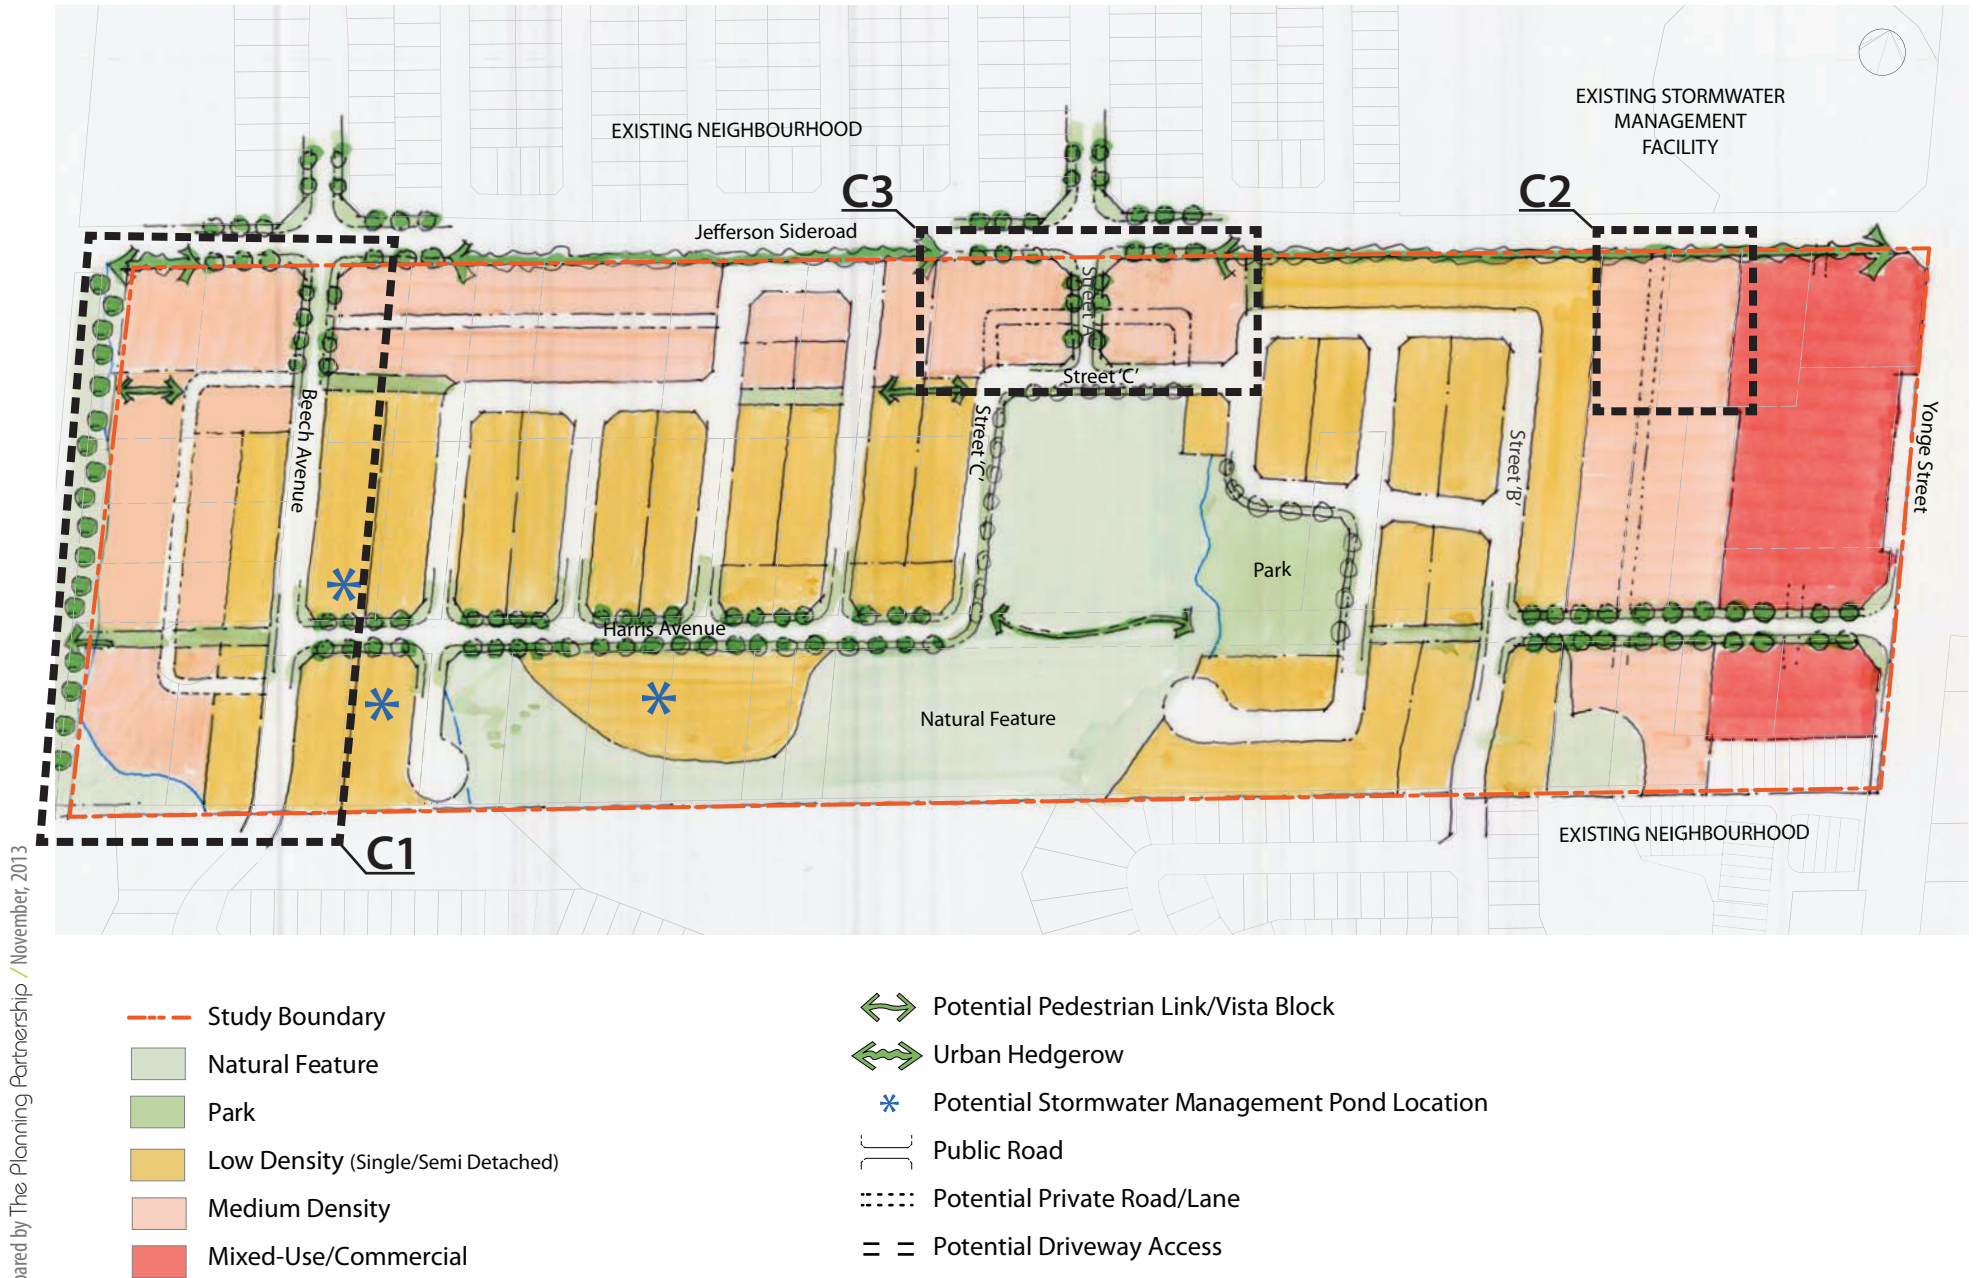 EXISTING NEIGHBOURHOOD
EXISTING STORMWATER
MANAGEMENT
FACILITY
C3
C2
Jefferson Sideroad
Street 'A'
Street 'C'
Beech Avenue
Street 'C'
Street 'B'
Yonge Street
Park
Harris Avenue
Natural Feature
EXISTING NEIGHBOURHOOD
C1
pared by The Planning Partnership / November, 2013
Study Boundary
Natural Feature
Park
Low Density (Single/Semi Detached)
Medium Density
Mixed-Use/Commercial
Potential Pedestrian Link/Vista Block
Urban Hedgerow
Potential Stormwater Management Pond Location
Public Road
Potential Private Road/Lane
Potential Driveway Access